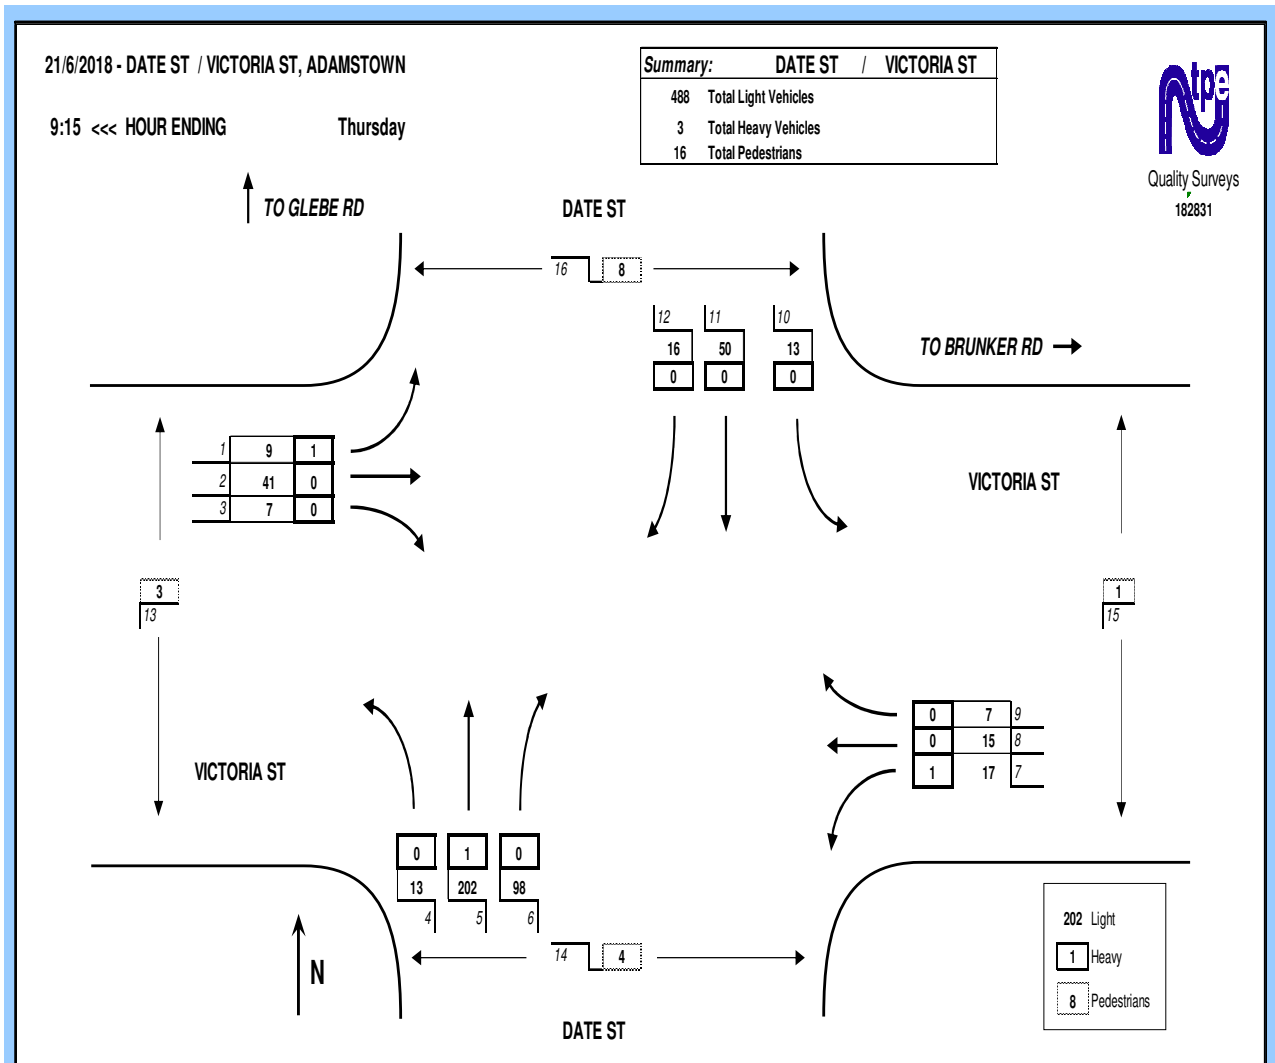 21/6/2018 - DATE ST / VICTORIA ST, ADAMSTOWN
Summary: DATE ST / VICTORIA ST
488 Total Light Vehicles
3 Total Heavy Vehicles
16 Total Pedestrians
tpe
Quality Surveys
182831
9:15 <<< HOUR ENDING Thursday
TO GLEBE RD
DATE ST
16 8
12 11 10
16 50 13
0 0 0
TO BRUNKER RD
1 9 1
2 41 0
3 7 0
VICTORIA ST
3
13
1
15
0 7 9
0 15 8
1 17 7
VICTORIA ST
0 1 0
13 202 98
4 5 6
14 4
N
DATE ST
202 Light
1 Heavy
8 Pedestrians